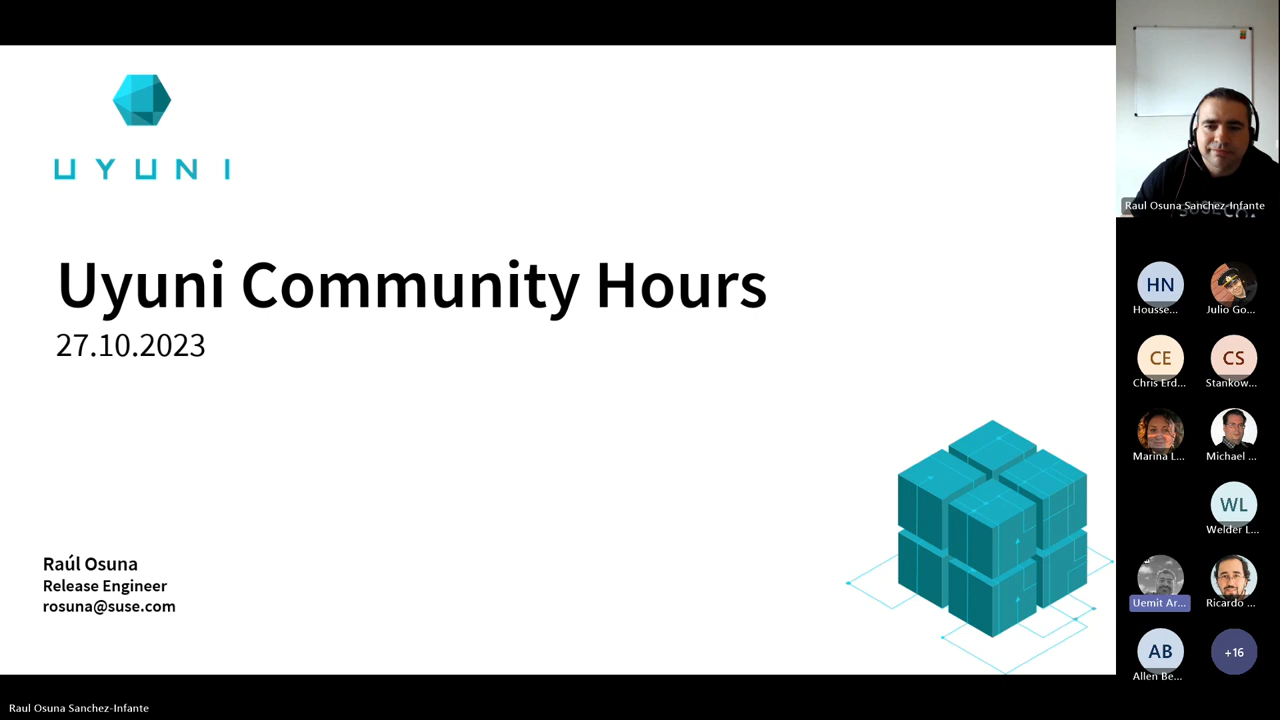 UYUNI
Uyuni Community Hours
27.10.2023
Raúl Osuna
Release Engineer
rosuna@suse.com
Raul Osuna Sanchez-Infante
HN
Housse...
Julio Go...
CE
Chris Erd...
CS
Stankow...
Marina L...
Michael ...
WL
Welder L...
Uemit Ar...
Ricardo ...
AB
Allen Be...
+16
Raul Osuna Sanchez-Infante